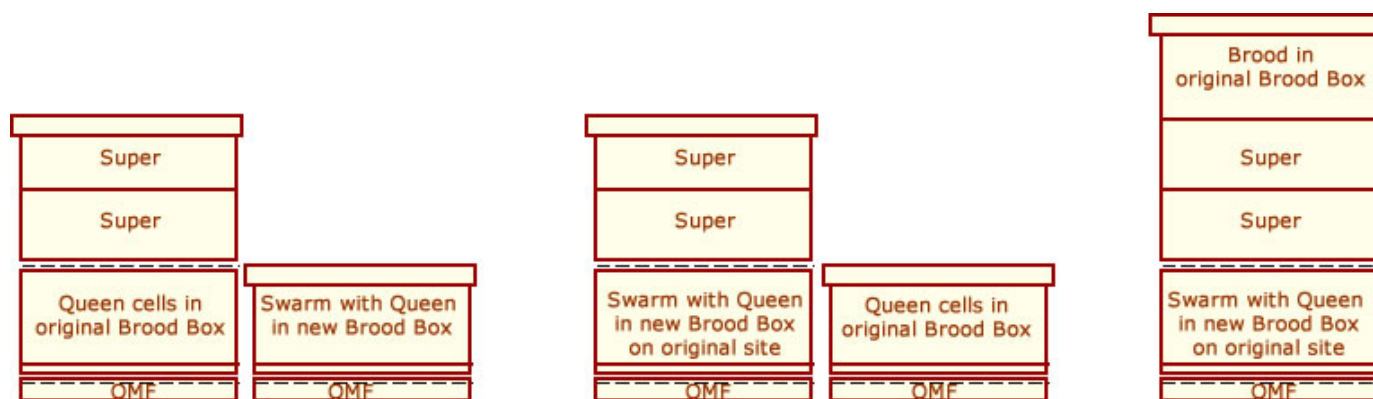 Super
Super
Queen cells in
original Brood Box
OMF
Swarm with Queen
in new Brood Box
OMF
Super
Super
Swarm with Queen
in new Brood Box
on original site
OMF
Queen cells in
original Brood Box
OMF
Brood in
original Brood Box
Super
Super
Swarm with Queen
in new Brood Box
on original site
OMF